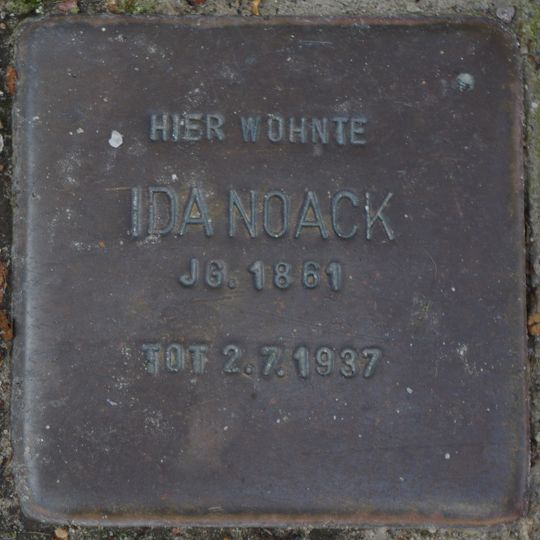 HIER WOHNTE
IDA NOACK
JG. 1861
TOT 2.7.1937